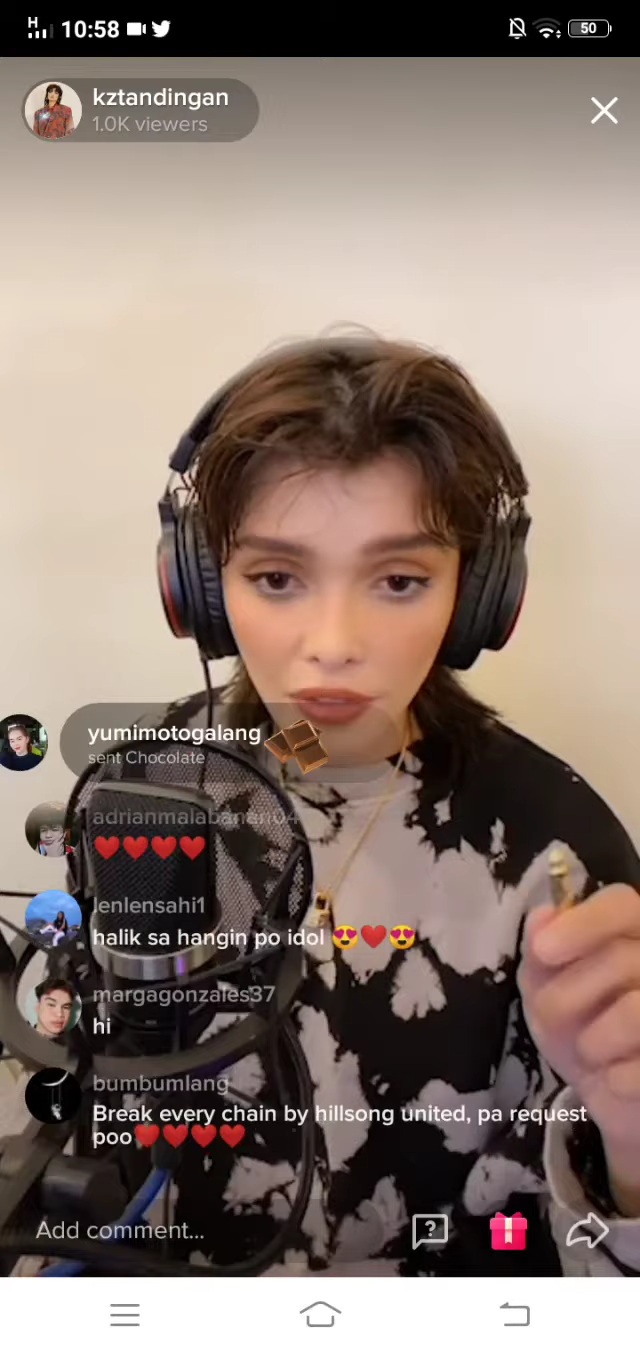 H
10:58
50
kztandingan
1.0K viewers
yumimotogalang
sent Chocolate
adrianmalabanan04
❤️❤️❤️❤️
lenlensahi1
halik sa hangin po idol 😍❤️😍
margagonzales37
hi
bumbumlang
Break every chain by hillsong united, pa request
poo❤️❤️❤️❤️
Add comment...